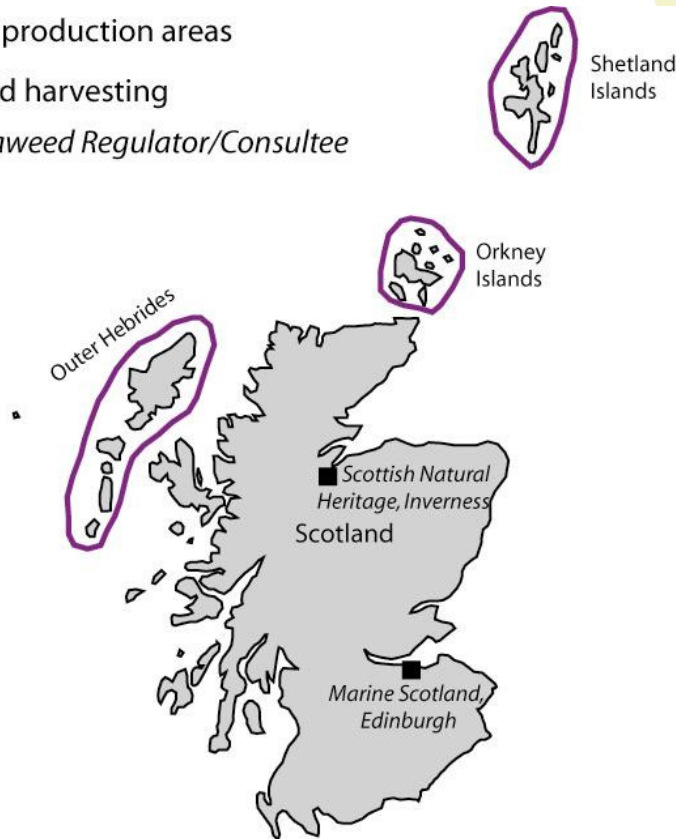 production areas
d harvesting
weed Regulator/Consultee
Shetland
Islands
Orkney
Islands
Outer Hebrides
Scottish Natural
Heritage, Inverness
Scotland
Marine Scotland,
Edinburgh